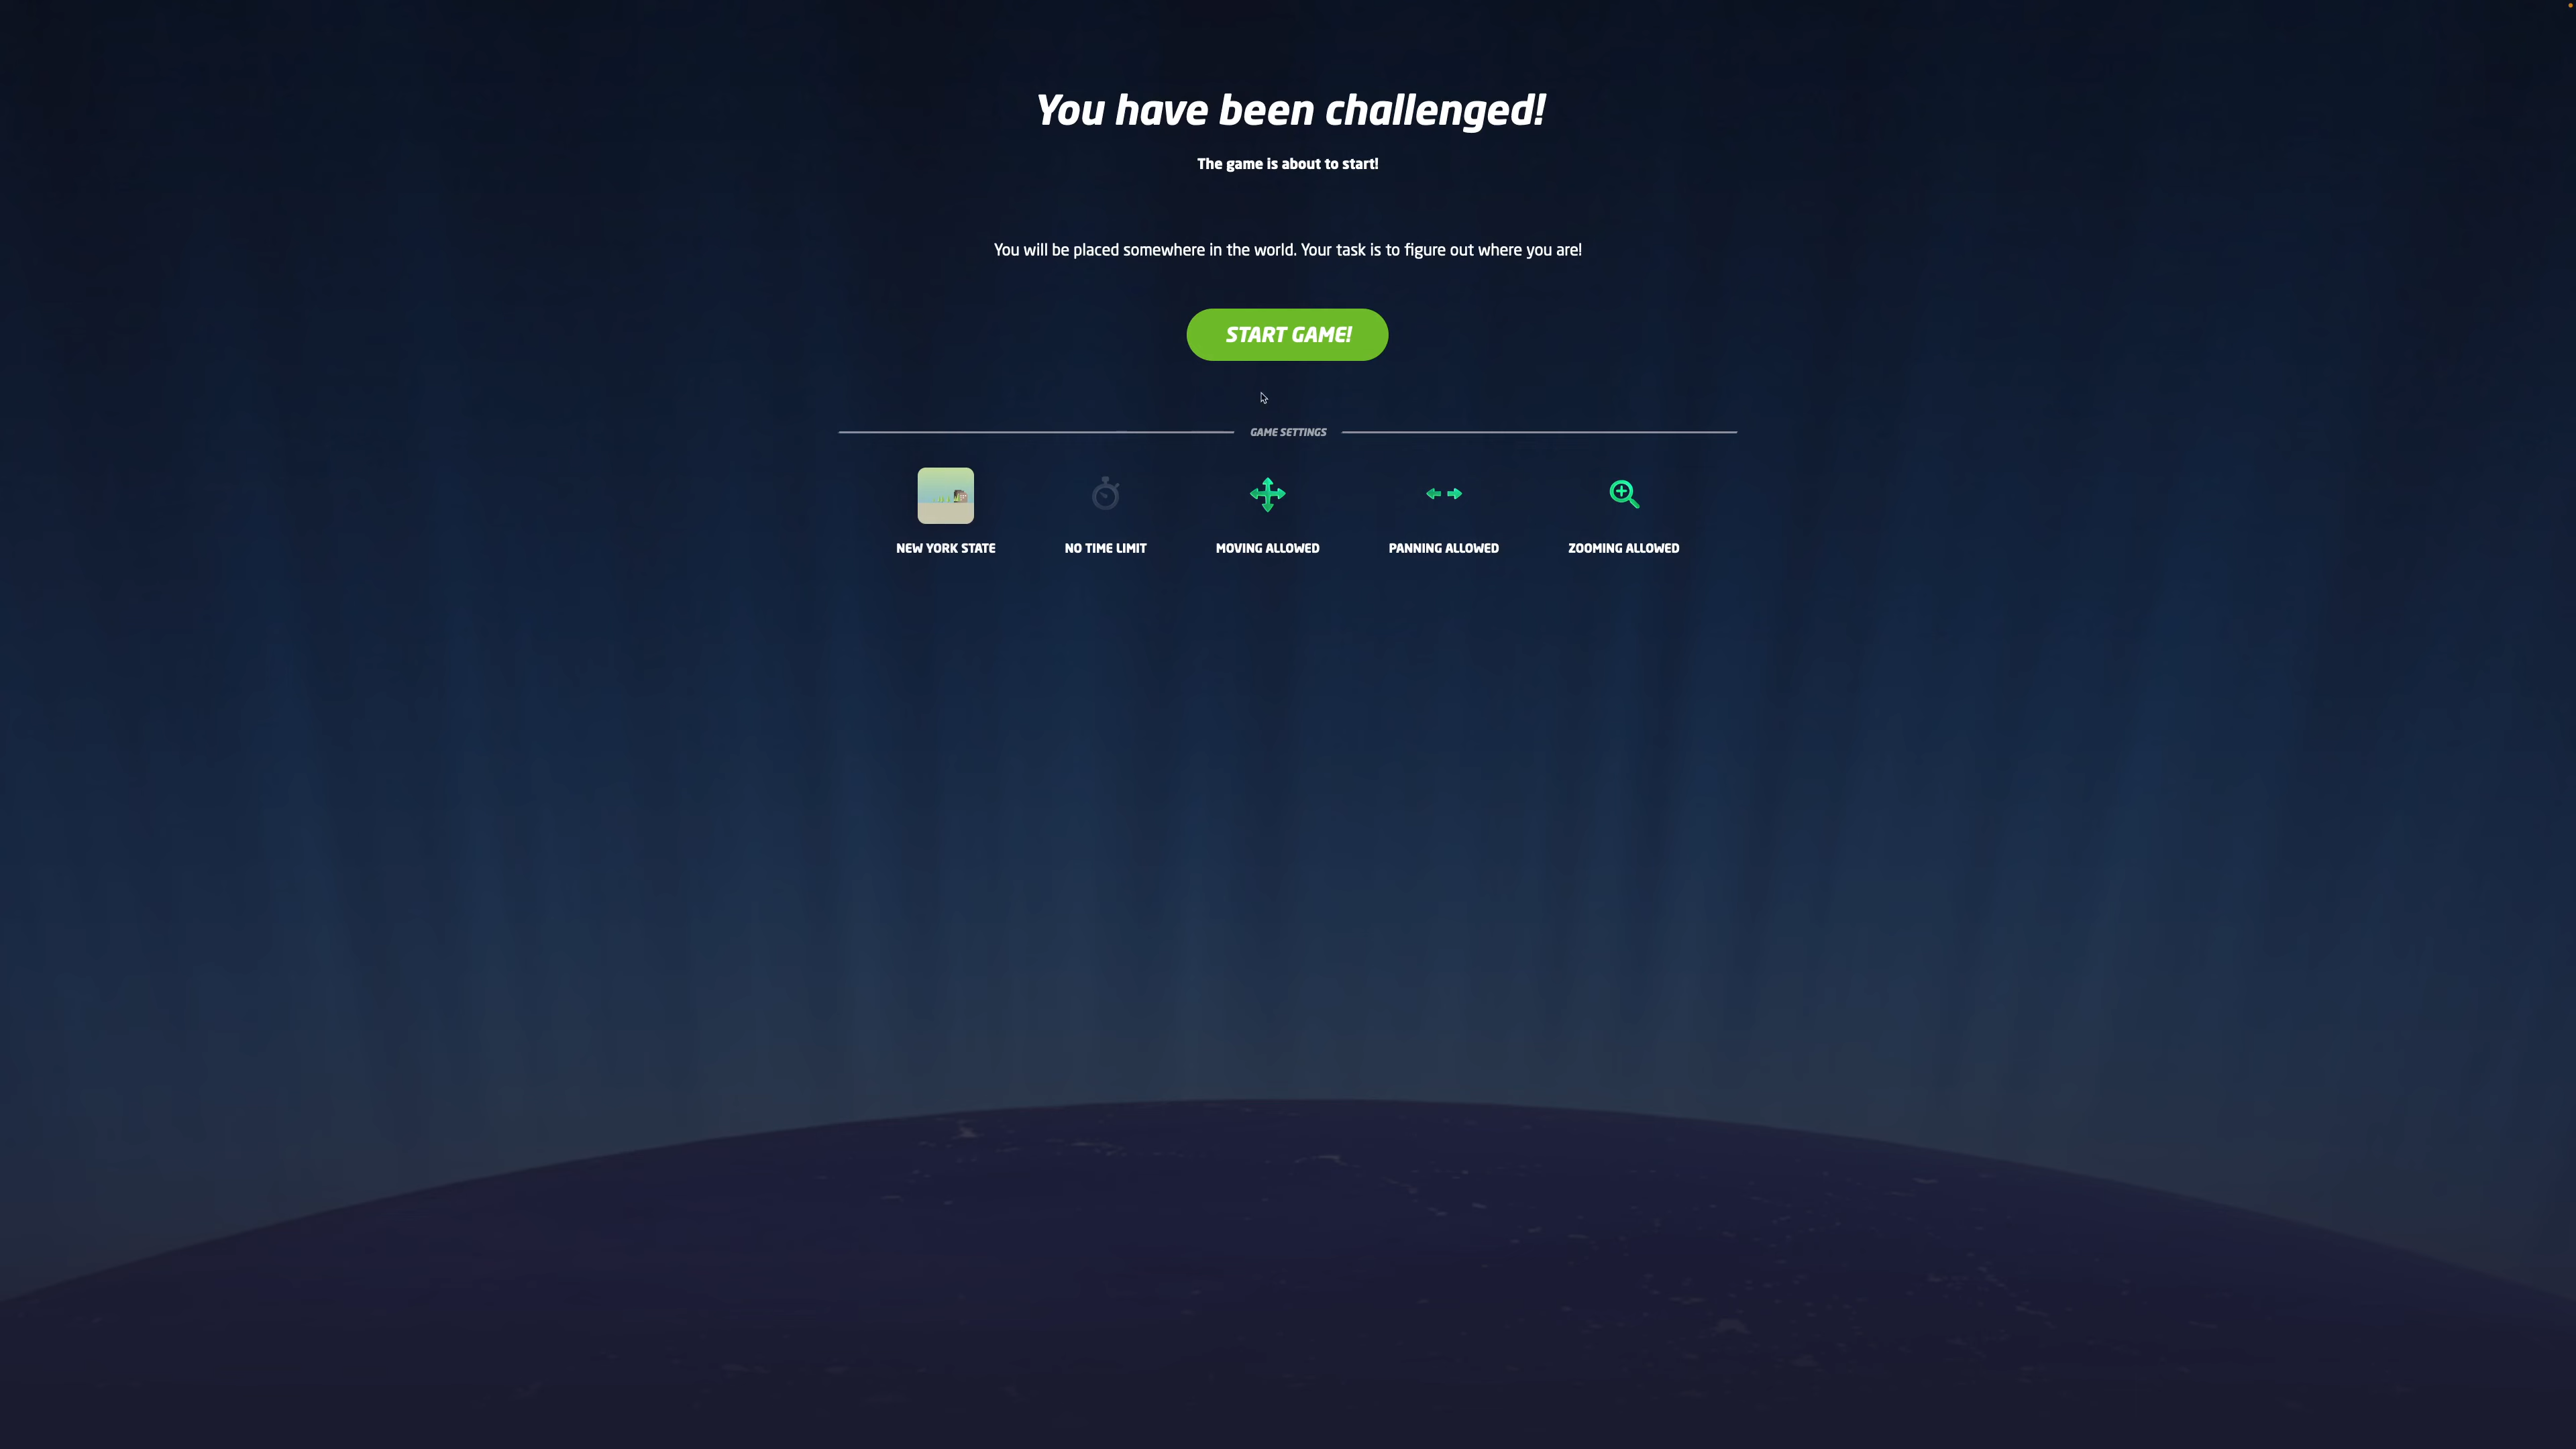 You have been challenged!
The game is about to start!
You will be placed somewhere in the world. Your task is to figure out where you are!
START GAME!
GAME SETTINGS
NEW YORK STATE
NO TIME LIMIT
MOVING ALLOWED
PANNING ALLOWED
ZOOMING ALLOWED